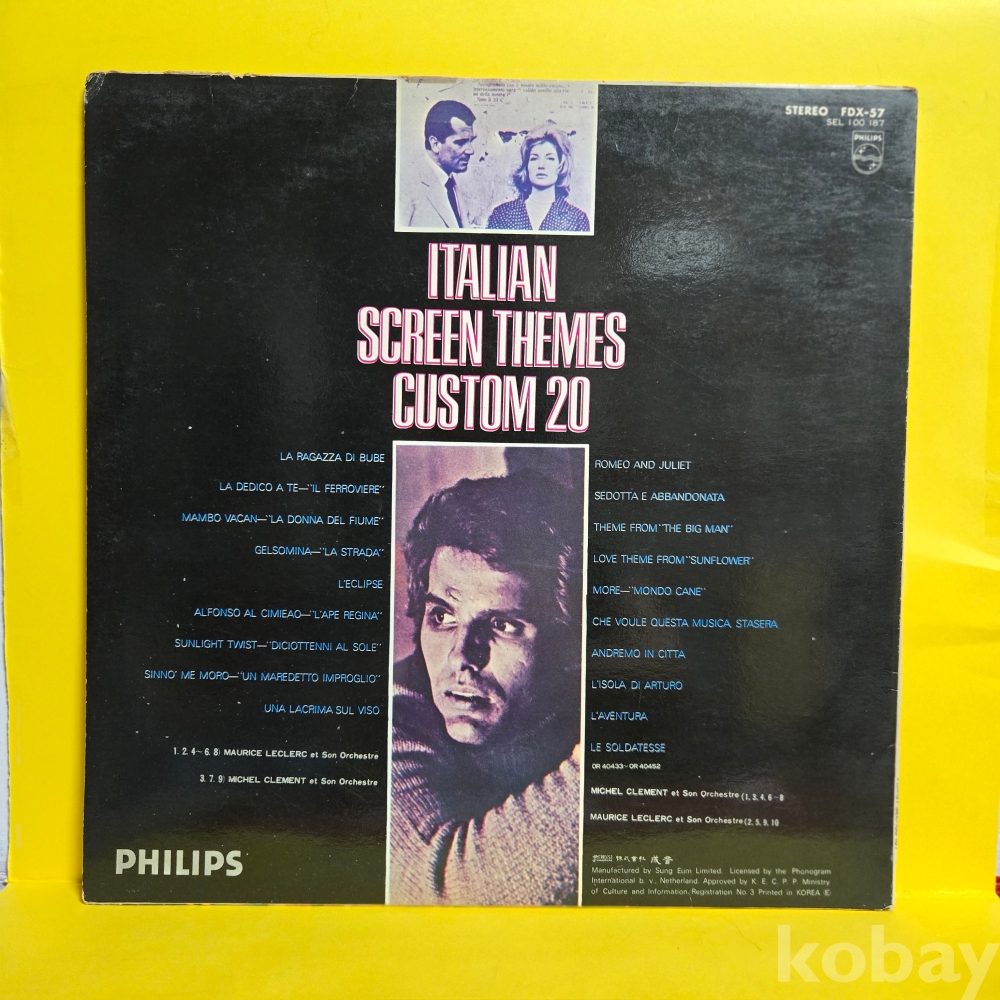 STEREO FDX-57
SEL 100 187
PHILIPS
ITALIAN
SCREEN THEMES
CUSTOM 20
LA RAGAZZA DI BUBE
LA DEDICO A TE—"IL FERROVIERE"
MAMBO VACAN—"LA DONNA DEL FIUME"
GELSOMINA—"LA STRADA"
L'ECLIPSE
ALFONSO AL CIMIEAO—"L'APE REGINA"
SUNLIGHT TWIST—"DICIOTTENNI AL SOLE"
SINNO' ME MORO—"UN MAREDETTO IMPROGLIO"
UNA LACRIMA SUL VISO
1. 2. 4~6. 8) MAURICE LECLERC et Son Orchestre
3. 7. 9) MICHEL CLEMENT et Son Orchestre
ROMEO AND JULIET
SEDOTTA E ABBANDONATA
THEME FROM "THE BIG MAN"
LOVE THEME FROM "SUNFLOWER"
MORE—"MONDO CANE"
CHE VOULE QUESTA MUSICA, STASERA
ANDREMO IN CITTA
L'ISOLA DI ARTURO
L'AVENTURA
LE SOLDATESSE
OR 40433~OR 40452
MICHEL CLEMENT et Son Orchestre (1. 3. 4. 6~8
MAURICE LECLERC et Son Orchestre (2. 5. 9. 10
PHILIPS
株式會社 成音
Manufactured by Sung Eum Limited. Licensed by the Phonogram
International b. v., Netherland. Approved by K. E. C. P. P. Ministry
of Culture and Information. Registration No. 3 Printed in KOREA Ⓔ
kobay